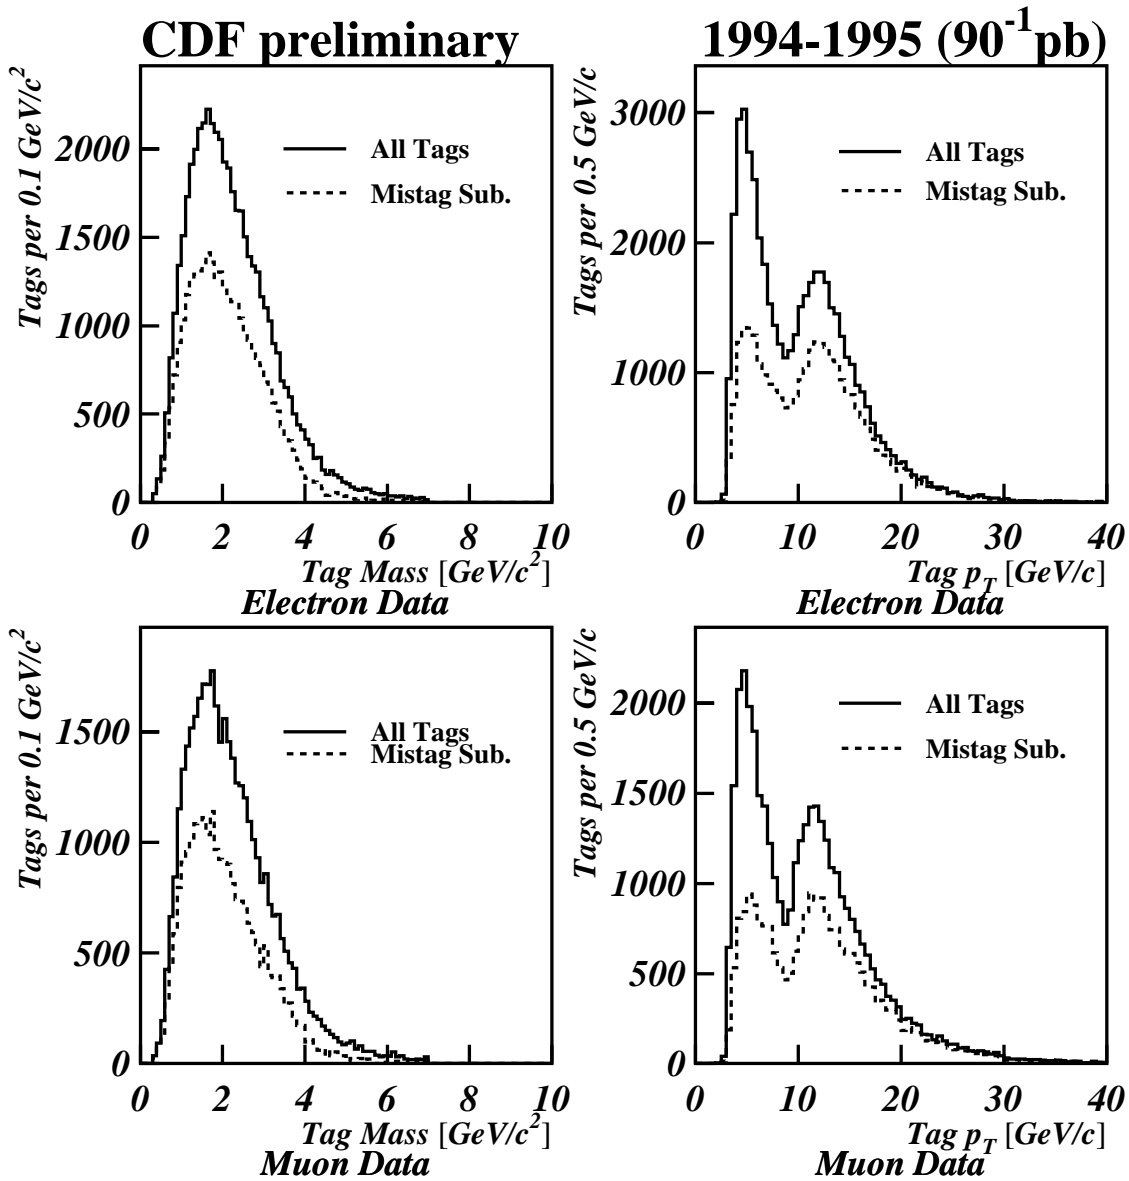 CDF preliminary
1994-1995 (90⁻¹pb)
Tags per 0.1 GeV/c²
2000
1500
1000
500
0
All Tags
Mistag Sub.
0 2 4 6 8 10
Tag Mass [GeV/c²]
Electron Data
Tags per 0.5 GeV/c
3000
2000
1000
0
All Tags
Mistag Sub.
0 10 20 30 40
Tag p_T [GeV/c]
Electron Data
Tags per 0.1 GeV/c²
1500
1000
500
0
All Tags
Mistag Sub.
0 2 4 6 8 10
Tag Mass [GeV/c²]
Muon Data
Tags per 0.5 GeV/c
2000
1500
1000
500
0
All Tags
Mistag Sub.
0 10 20 30 40
Tag p_T [GeV/c]
Muon Data